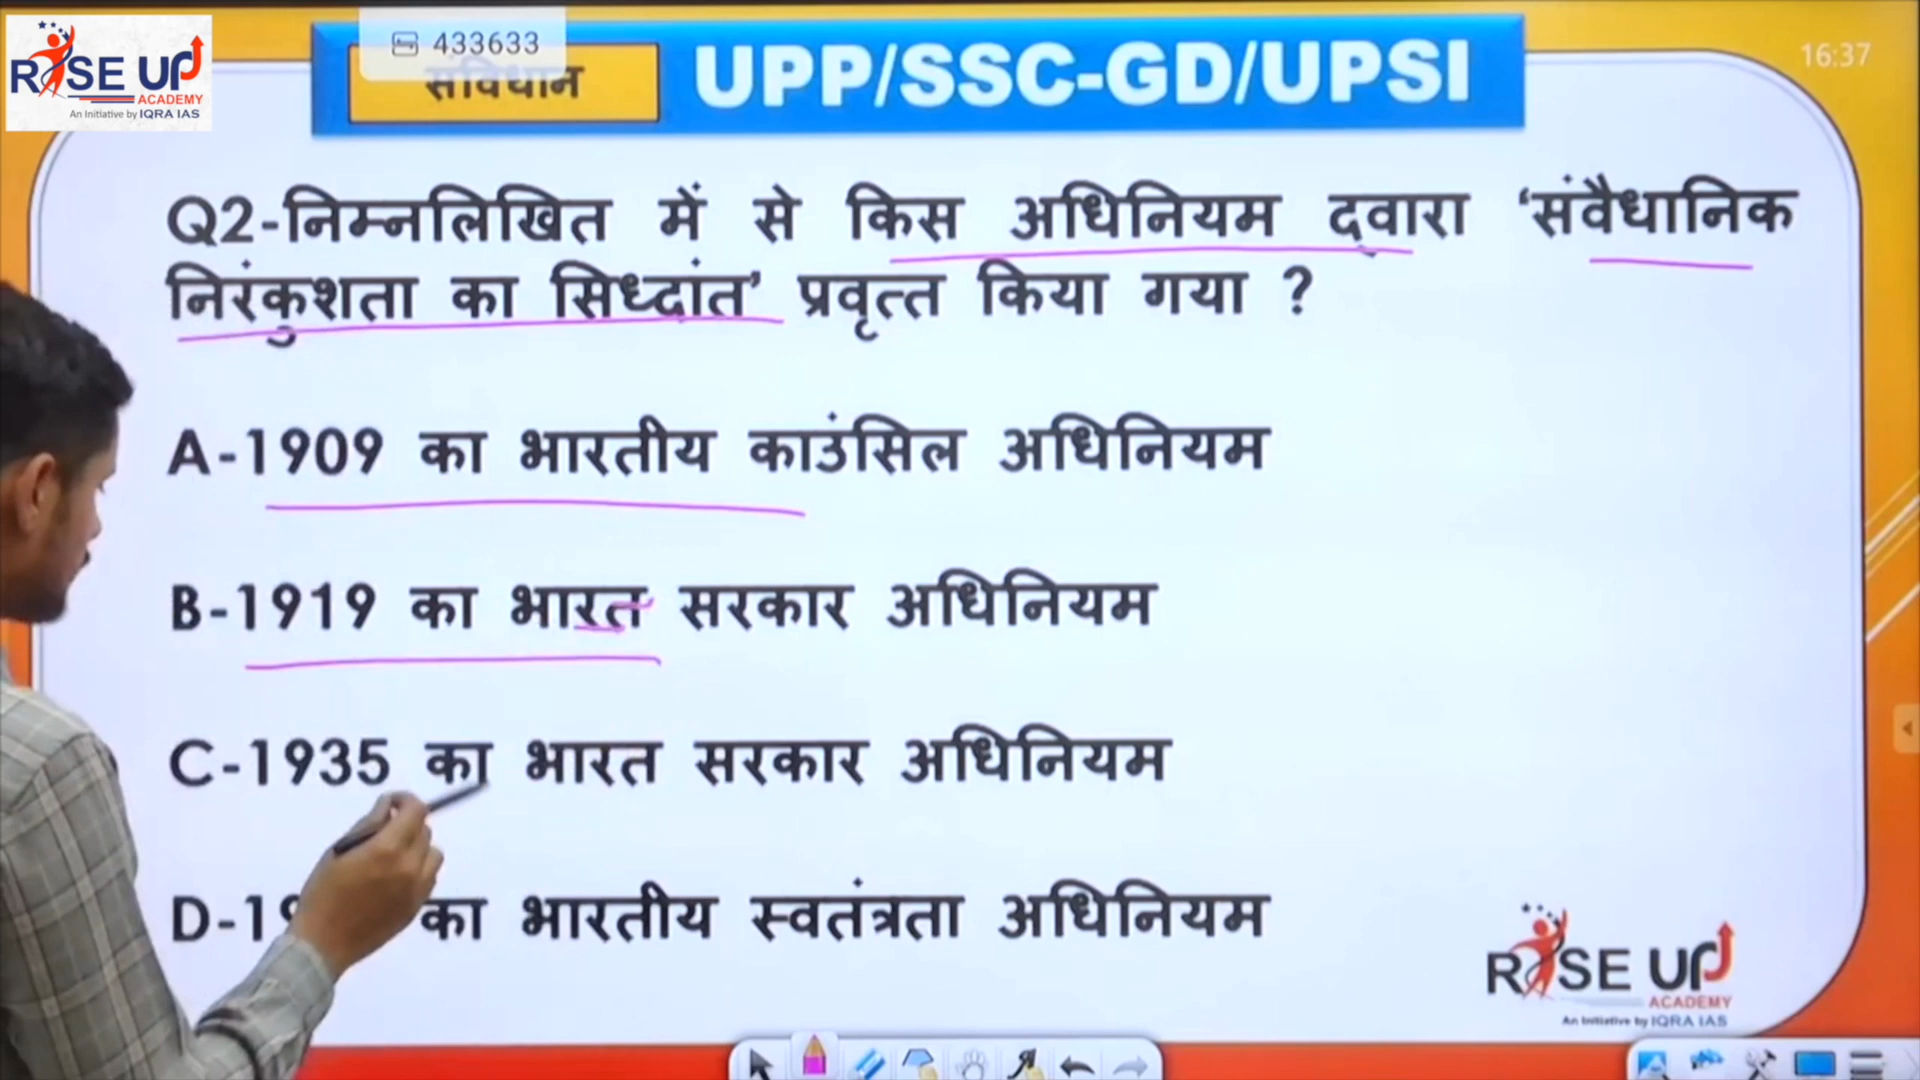 RISE UP
ACADEMY
An Initiative by IQRA IAS
433633
संविधान
UPP/SSC-GD/UPSI
16:37
Q2-निम्नलिखित में से किस अधिनियम द्वारा ‘संवैधानिक
निरंकुशता का सिध्दांत’ प्रवृत्त किया गया ?
A-1909 का भारतीय काउंसिल अधिनियम
B-1919 का भारत सरकार अधिनियम
C-1935 का भारत सरकार अधिनियम
D-19 का भारतीय स्वतंत्रता अधिनियम
RISE UP
ACADEMY
An Initiative by IQRA IAS